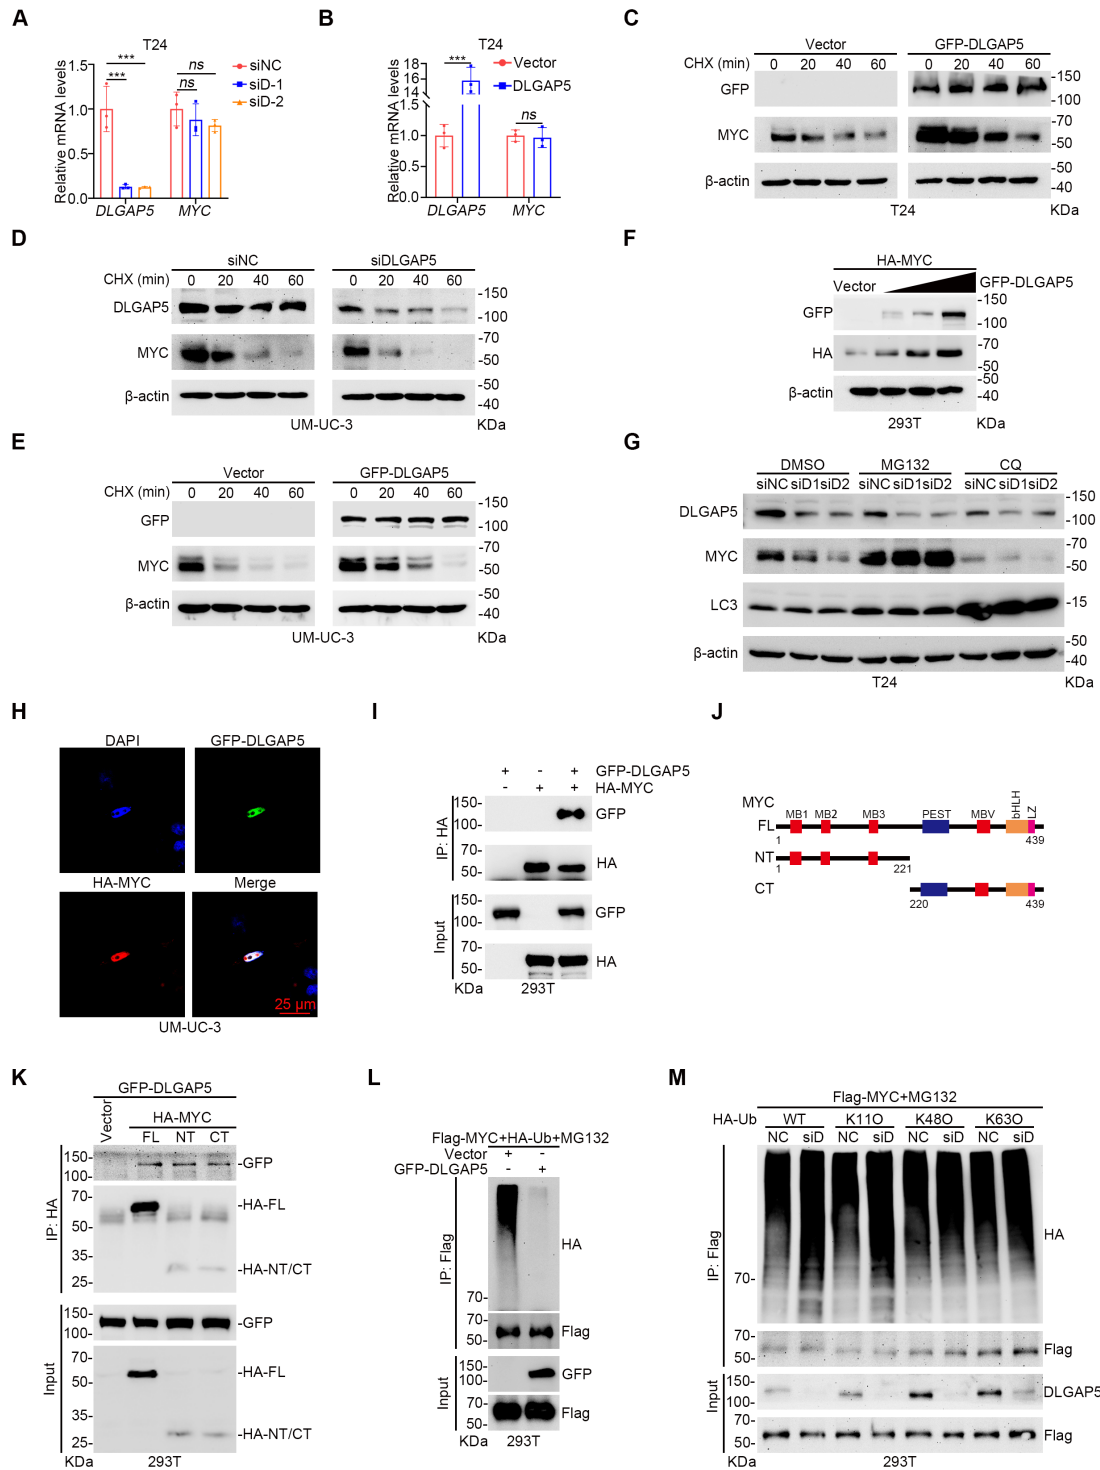 A
T24
Relative mRNA levels
1.5
1.0
0.5
0.0
***
***
ns
ns
DLGAP5 MYC
siNC
siD-1
siD-2
B
T24
Relative mRNA levels
18
16
14
1.5
1.0
0.5
0.0
***
ns
DLGAP5 MYC
Vector
DLGAP5
C
Vector GFP-DLGAP5
CHX (min) 0 20 40 60 0 20 40 60
GFP -150
-100
MYC -70
-50
β-actin -50
-40
T24 KDa
D
siNC siDLGAP5
CHX (min) 0 20 40 60 0 20 40 60
DLGAP5 -150
-100
MYC -70
-50
β-actin -50
-40
UM-UC-3 KDa
E
Vector GFP-DLGAP5
CHX (min) 0 20 40 60 0 20 40 60
GFP -150
-100
MYC -70
-50
β-actin -50
-40
UM-UC-3 KDa
F
HA-MYC
Vector GFP-DLGAP5
GFP -150
-100
HA -70
-50
β-actin -50
-40
293T KDa
G
DMSO MG132 CQ
siNC siD1 siD2 siNC siD1 siD2 siNC siD1 siD2
DLGAP5 -150
-100
MYC -70
-50
LC3 -15
β-actin -50
-40
T24 KDa
H
DAPI GFP-DLGAP5
HA-MYC Merge
25 μm
UM-UC-3
I
+ - + GFP-DLGAP5
- + + HA-MYC
IP: HA
150-
100-
GFP
70-
50-
HA
Input
150-
100-
GFP
70-
50-
HA
KDa 293T
J
MYC
FL
MB1 MB2 MB3 PEST MBV bHLH LZ
1 439
NT
1 221
CT
220 439
K
GFP-DLGAP5
Vector
HA-MYC
FL NT CT
IP: HA
150-
100-
-GFP
70-
50-
35-
25-
-HA-FL
-HA-NT/CT
Input
150-
100-
-GFP
70-
50-
35-
25-
-HA-FL
-HA-NT/CT
KDa 293T
L
Flag-MYC+HA-Ub+MG132
Vector + -
GFP-DLGAP5 - +
IP: Flag
HA
70-
70-
50-
Flag
Input
150-
100-
GFP
70-
50-
Flag
KDa 293T
M
Flag-MYC+MG132
HA-Ub WT K11O K48O K63O
NC siD NC siD NC siD NC siD
IP: Flag
70-
HA
70-
50-
Flag
Input
150-
100-
DLGAP5
70-
50-
Flag
KDa 293T